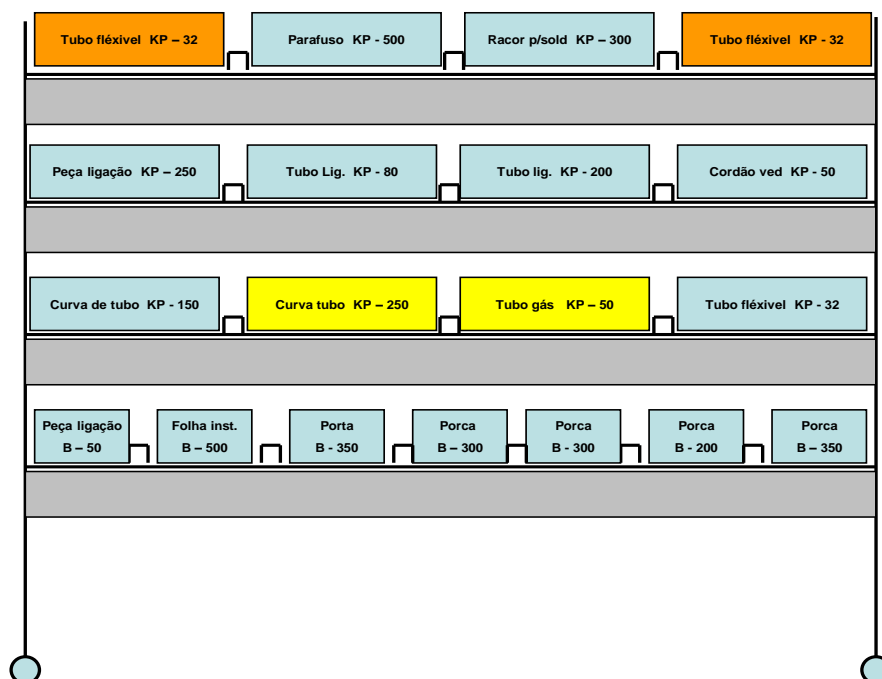 Tubo fléxivel KP – 32
Parafuso KP - 500
Racor p/sold KP – 300
Tubo fléxivel KP - 32
Peça ligação KP – 250
Tubo Lig. KP - 80
Tubo lig. KP - 200
Cordão ved KP - 50
Curva de tubo KP - 150
Curva tubo KP – 250
Tubo gás KP – 50
Tubo fléxivel KP - 32
Peça ligação
B – 50
Folha inst.
B – 500
Porta
B - 350
Porca
B – 300
Porca
B - 300
Porca
B - 200
Porca
B – 350